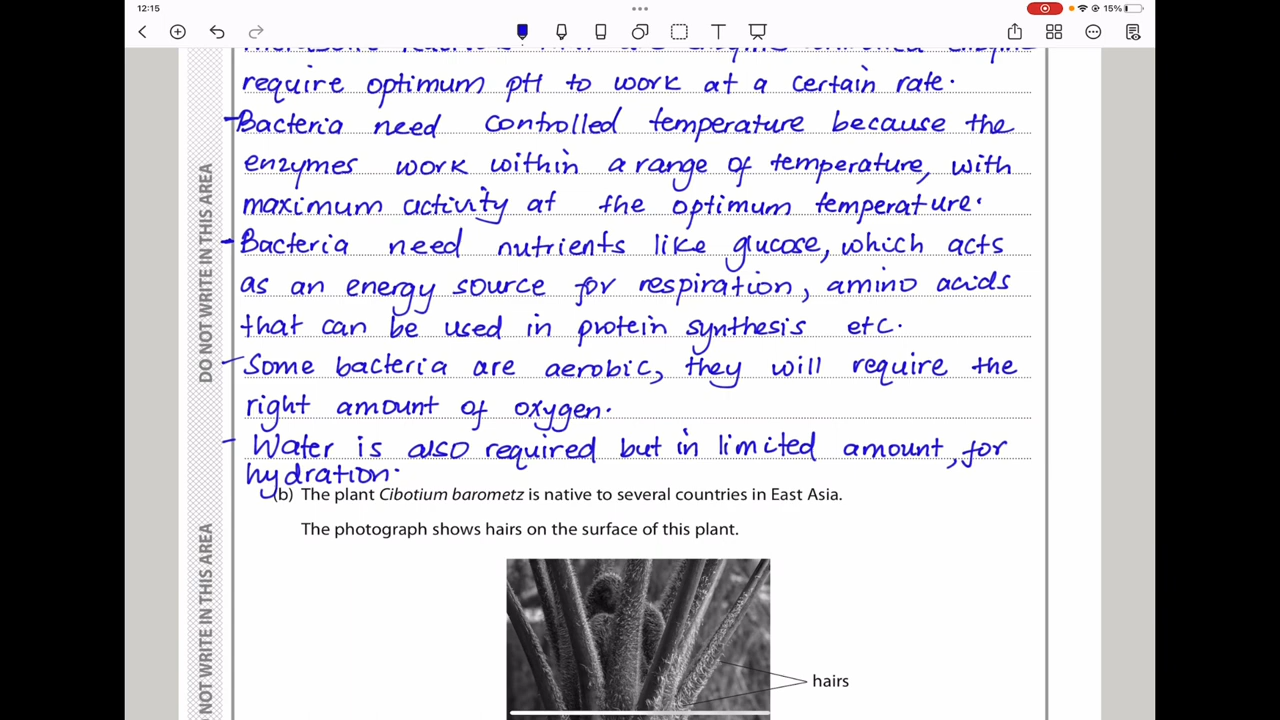 12:15
15%
require optimum pH to work at a certain rate.
- Bacteria need controlled temperature because the
enzymes work within a range of temperature, with
maximum activity at the optimum temperature.
- Bacteria need nutrients like glucose, which acts
as an energy source for respiration, amino acids
that can be used in protein synthesis etc.
- Some bacteria are aerobic, they will require the
right amount of oxygen.
- Water is also required but in limited amount, for
hydration.
(b) The plant Cibotium barometz is native to several countries in East Asia.
The photograph shows hairs on the surface of this plant.
hairs
DO NOT WRITE IN THIS AREA
NOT WRITE IN THIS AREA